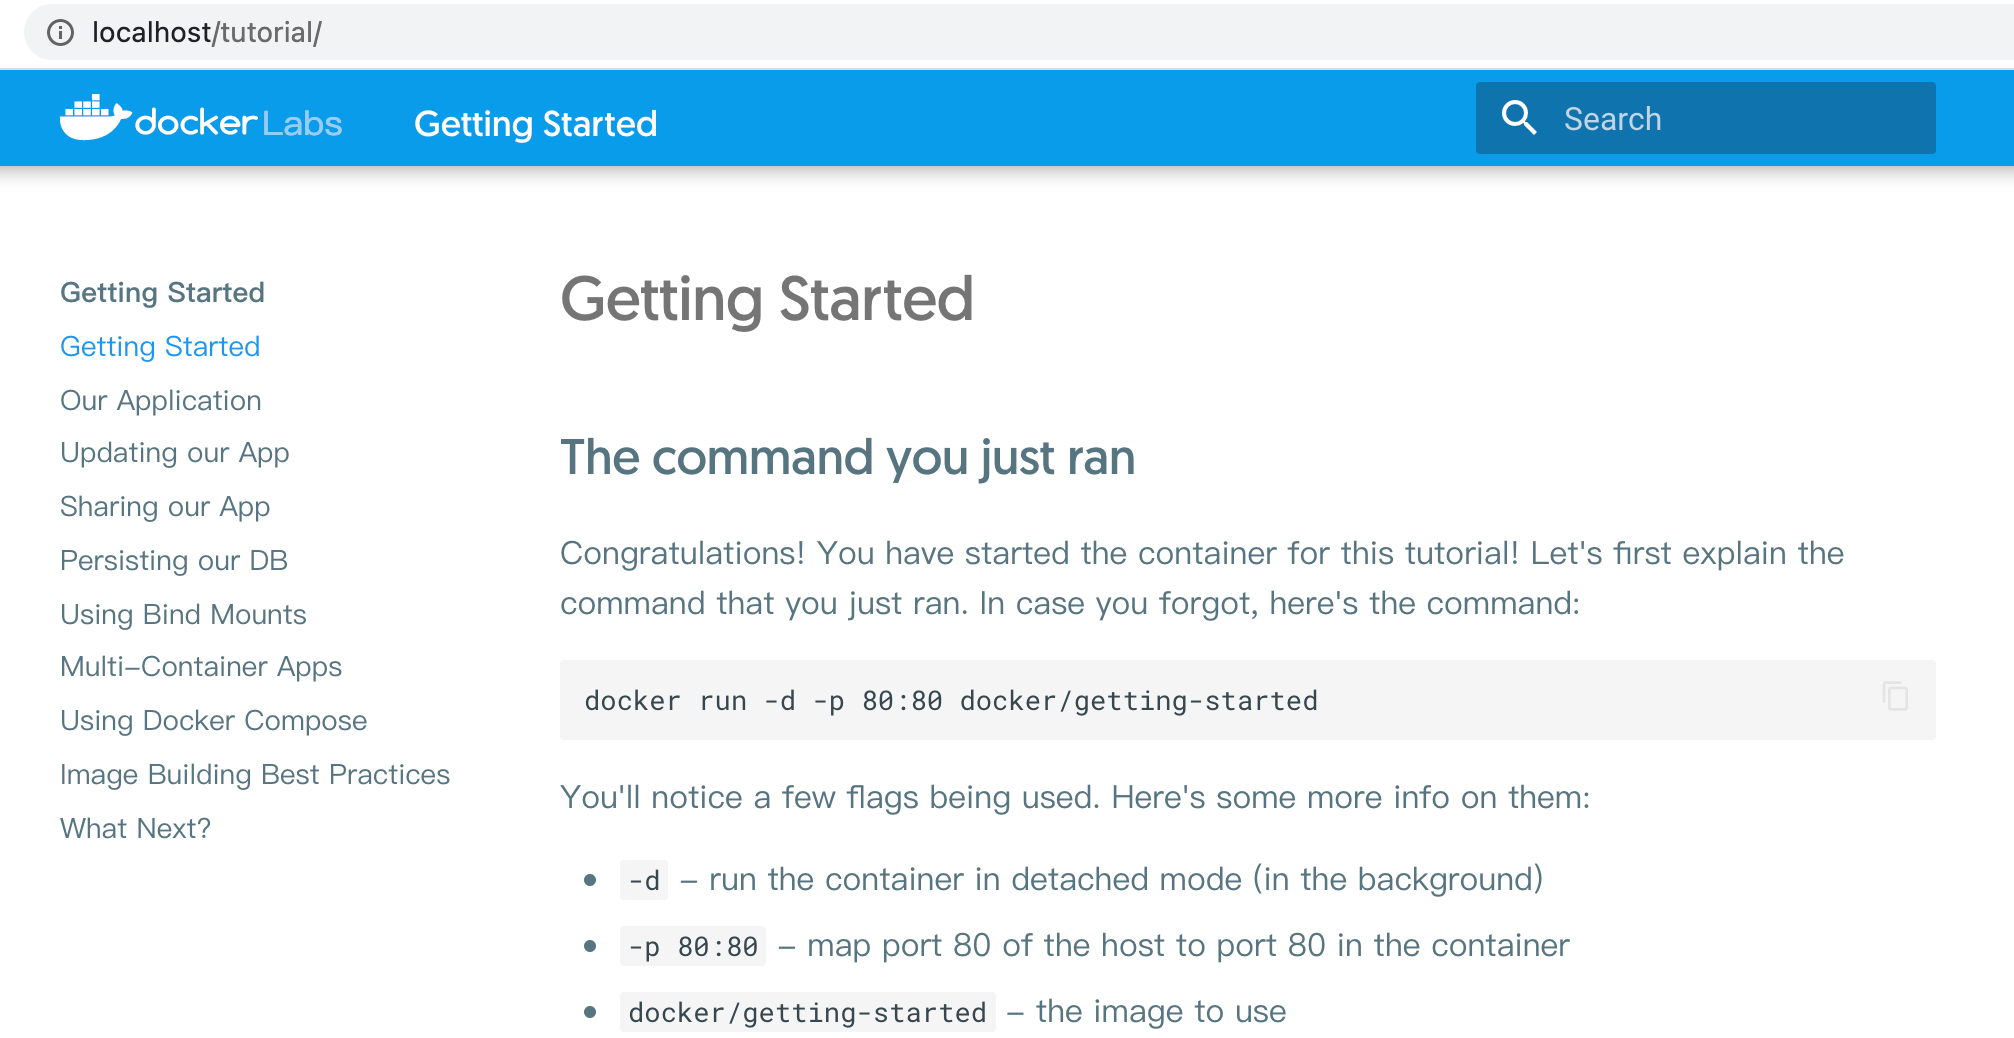 localhost/tutorial/
docker Labs
Getting Started
Search
Getting Started
Getting Started
Our Application
Updating our App
Sharing our App
Persisting our DB
Using Bind Mounts
Multi-Container Apps
Using Docker Compose
Image Building Best Practices
What Next?
Getting Started
The command you just ran
Congratulations! You have started the container for this tutorial! Let's first explain the
command that you just ran. In case you forgot, here's the command:
docker run -d -p 80:80 docker/getting-started
You'll notice a few flags being used. Here's some more info on them:
• -d – run the container in detached mode (in the background)
• -p 80:80 – map port 80 of the host to port 80 in the container
• docker/getting-started – the image to use